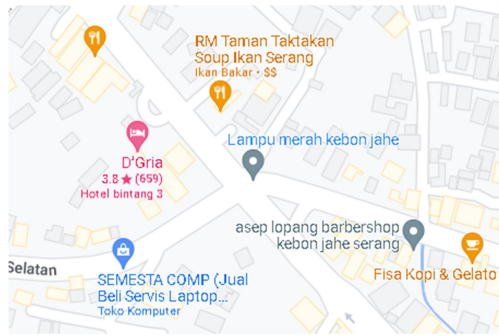 RM Taman Taktakan
Soup Ikan Serang
Ikan Bakar • $$
Lampu merah kebon jahe
D'Gria
3.8 ★ (659)
Hotel bintang 3
asep lopang barbershop
kebon jahe serang
Fisa Kopi & Gelato
Selatan
SEMESTA COMP (Jual
Beli Servis Laptop...
Toko Komputer